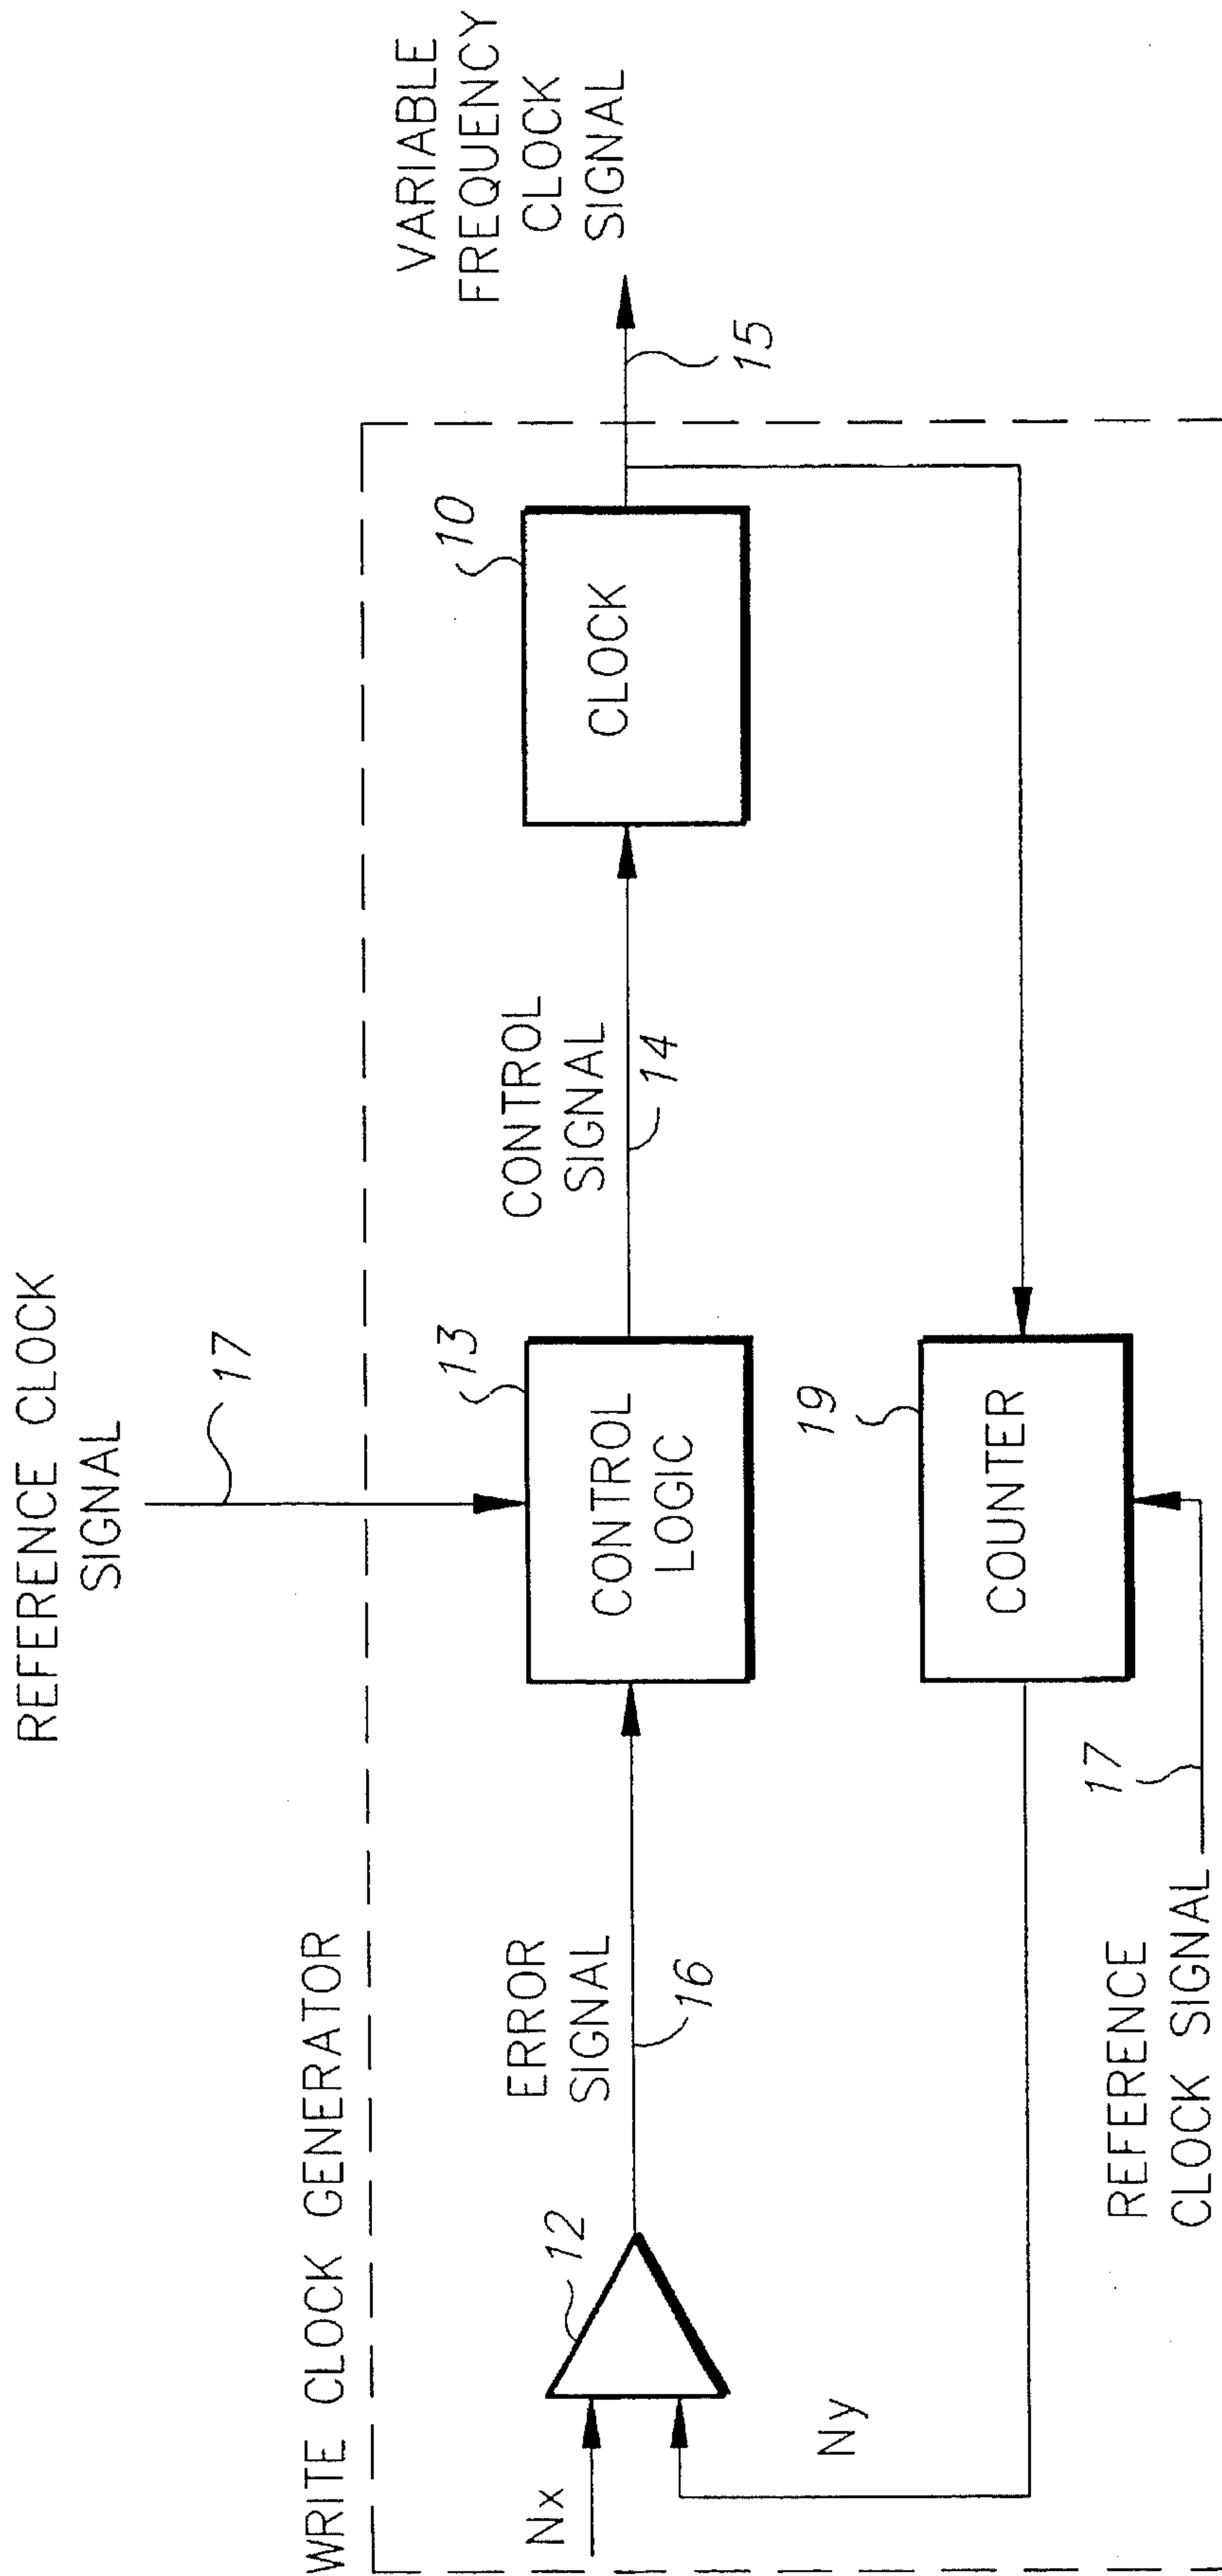 REFERENCE CLOCK
SIGNAL
17
WRITE CLOCK GENERATOR
VARIABLE
FREQUENCY
CLOCK
SIGNAL
15
Nx
Ny
12
ERROR
SIGNAL
16
13
CONTROL
LOGIC
CONTROL
SIGNAL
14
10
CLOCK
19
COUNTER
17
REFERENCE
CLOCK SIGNAL